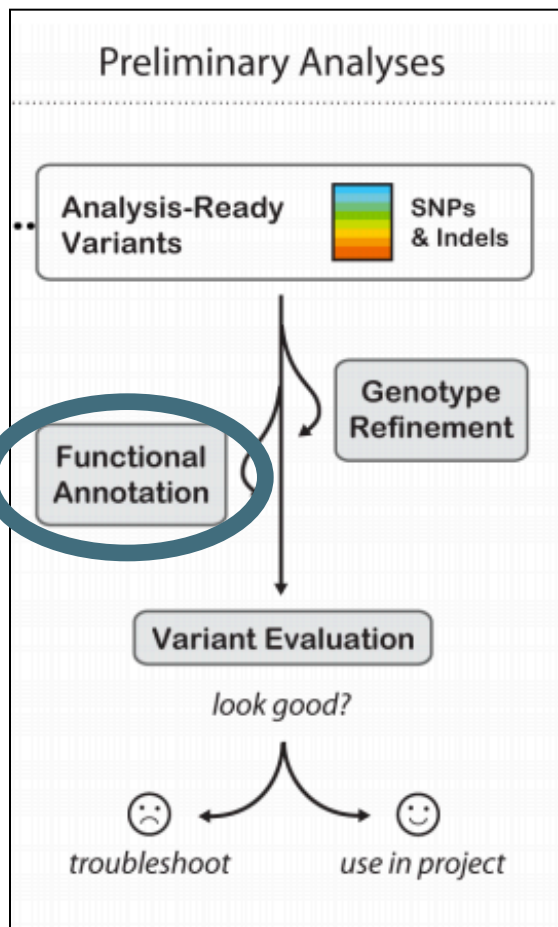 Preliminary Analyses
Analysis-Ready
Variants
SNPs
& Indels
Genotype
Refinement
Functional
Annotation
Variant Evaluation
look good?
troubleshoot
use in project